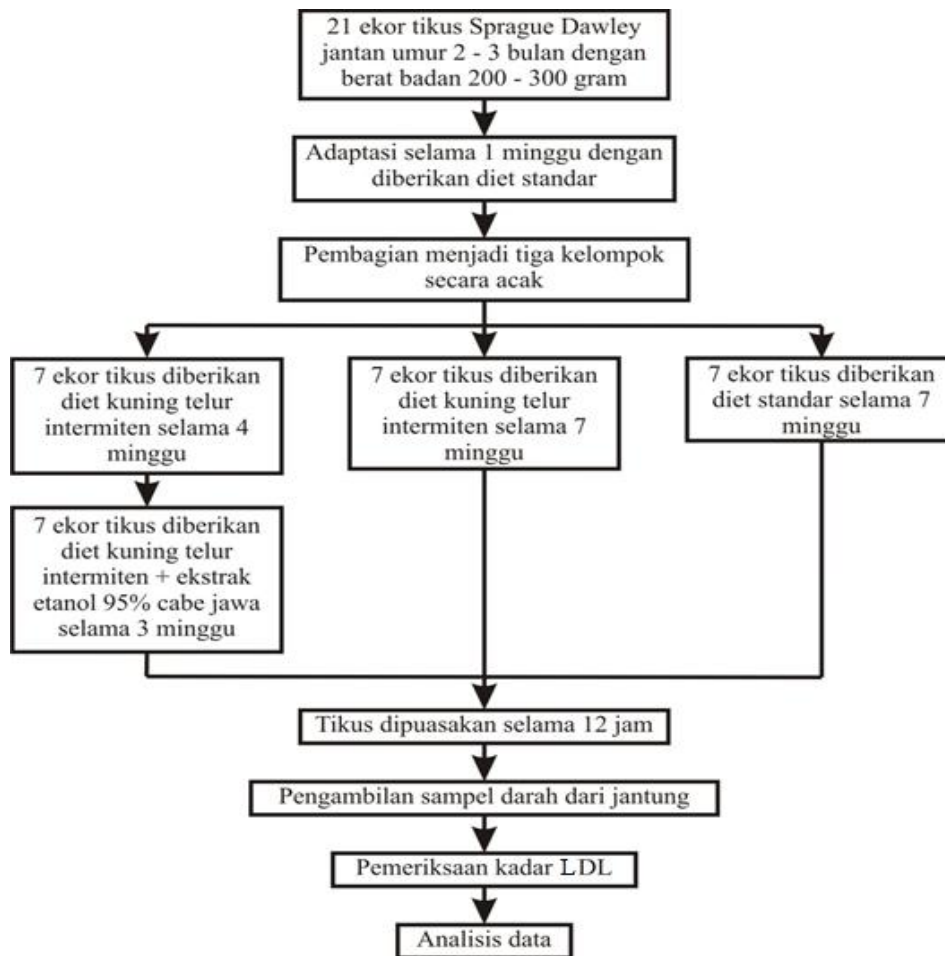 21 ekor tikus Sprague Dawley
jantan umur 2 - 3 bulan dengan
berat badan 200 - 300 gram
Adaptasi selama 1 minggu dengan
diberikan diet standar
Pembagian menjadi tiga kelompok
secara acak
7 ekor tikus diberikan
diet kuning telur
intermiten selama 4
minggu
7 ekor tikus diberikan
diet kuning telur
intermiten selama 7
minggu
7 ekor tikus diberikan
diet standar selama 7
minggu
7 ekor tikus diberikan
diet kuning telur
intermiten + ekstrak
etanol 95% cabe jawa
selama 3 minggu
Tikus dipuasakan selama 12 jam
Pengambilan sampel darah dari jantung
Pemeriksaan kadar LDL
Analisis data